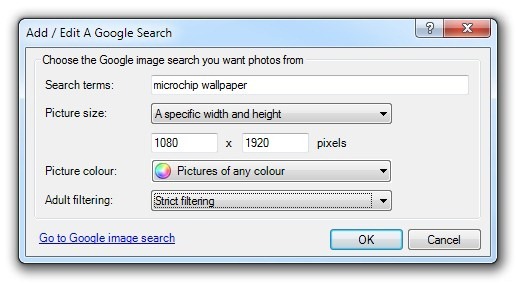 Add / Edit A Google Search
Choose the Google image search you want photos from
Search terms: microchip wallpaper
Picture size: A specific width and height
1080 x 1920 pixels
Picture colour: Pictures of any colour
Adult filtering: Strict filtering
Go to Google image search OK Cancel